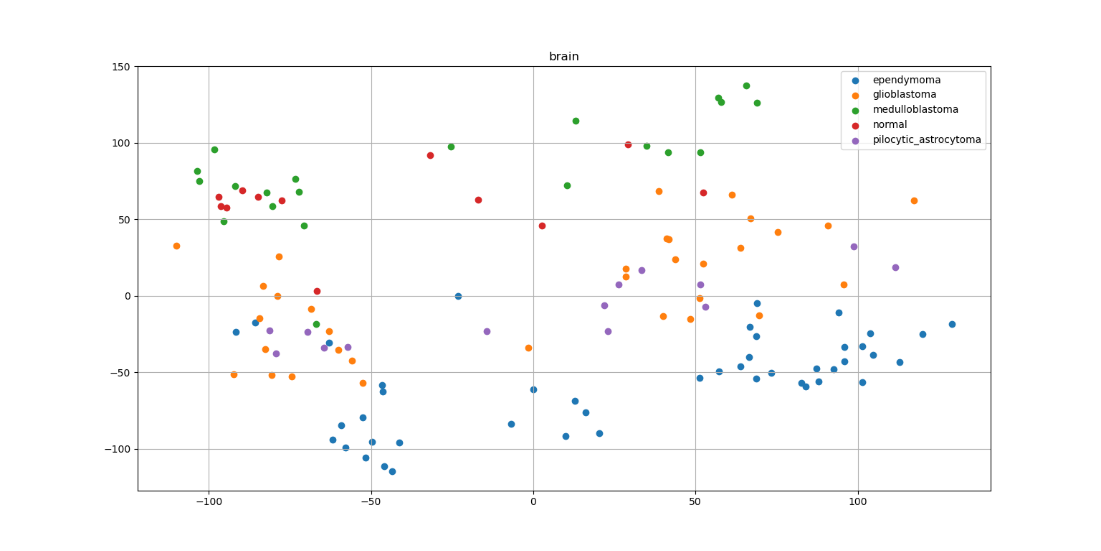 brain
150
100
50
0
−50
−100
−100
−50
0
50
100
ependymoma
glioblastoma
medulloblastoma
normal
pilocytic_astrocytoma